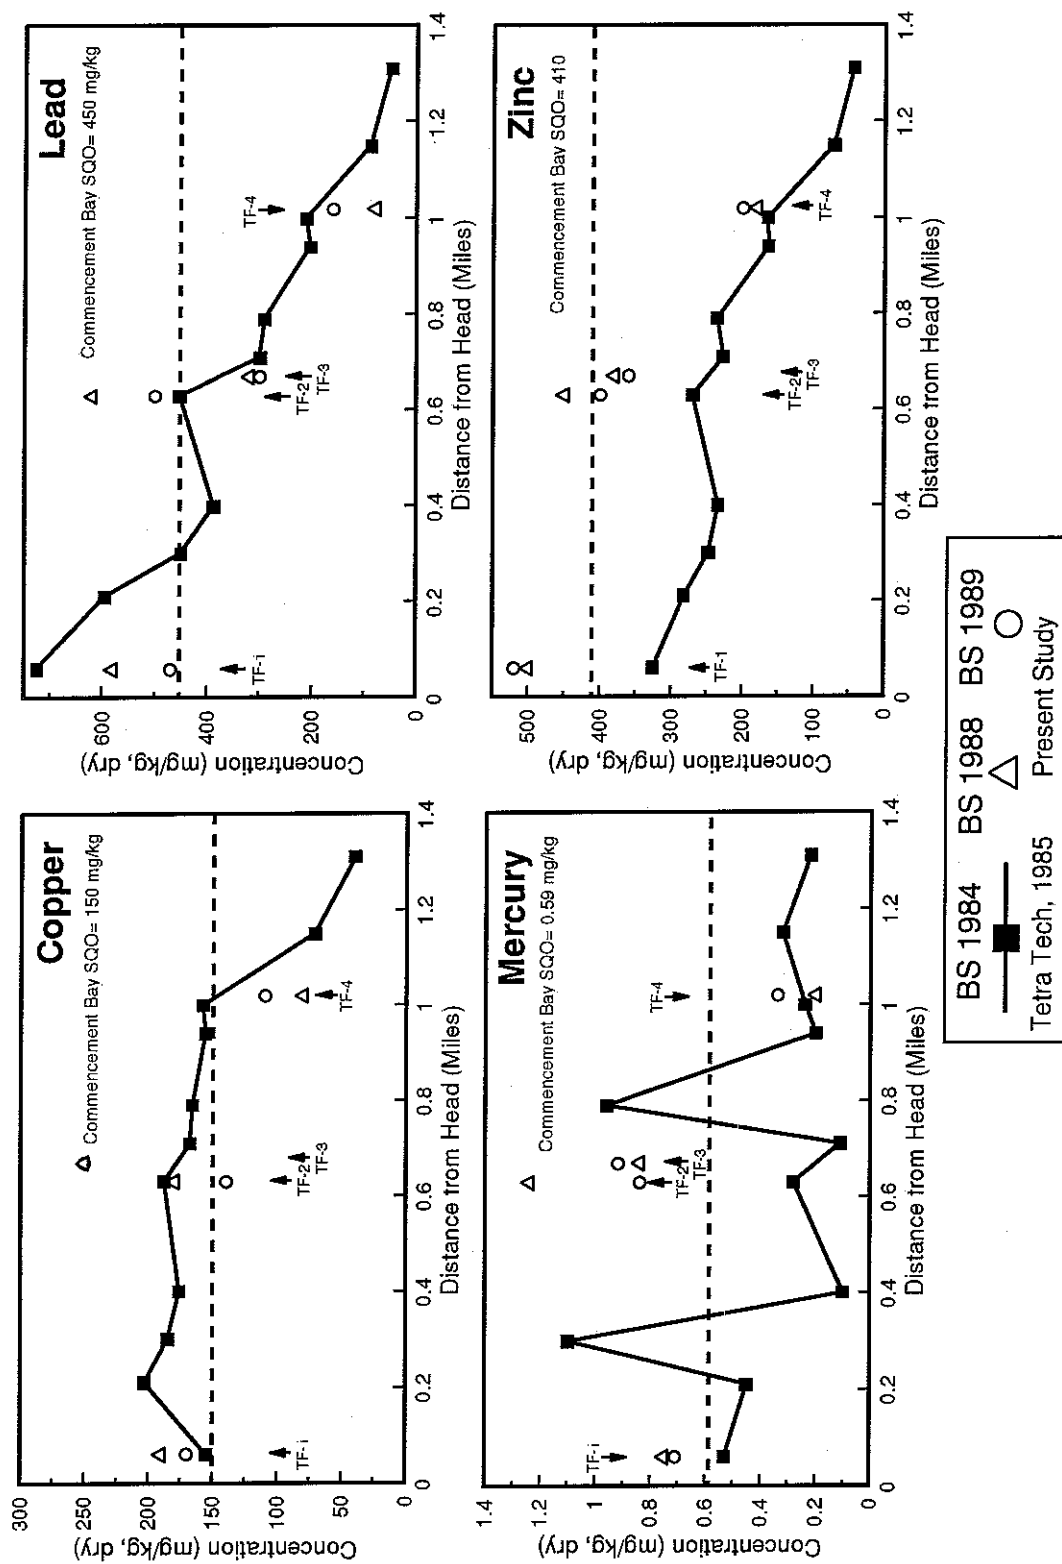 Copper
Commencement Bay SQO= 150 mg/kg
Concentration (mg/kg, dry)
300
250
200
150
100
50
0
TF-1
TF-2
TF-3
TF-4
0 0.2 0.4 0.6 0.8 1 1.2 1.4
Distance from Head (Miles)
Lead
Commencement Bay SQO= 450 mg/kg
Concentration (mg/kg, dry)
600
400
200
0
TF-1
TF-2
TF-3
TF-4
0 0.2 0.4 0.6 0.8 1 1.2 1.4
Distance from Head (Miles)
Mercury
Commencement Bay SQO= 0.59 mg/kg
Concentration (mg/kg, dry)
1.4
1.2
1
0.8
0.6
0.4
0.2
0
TF-1
TF-2
TF-3
TF-4
0 0.2 0.4 0.6 0.8 1 1.2 1.4
Distance from Head (Miles)
Zinc
Commencement Bay SQO= 410
Concentration (mg/kg, dry)
500
400
300
200
100
0
TF-1
TF-2
TF-3
TF-4
0 0.2 0.4 0.6 0.8 1 1.2 1.4
Distance from Head (Miles)
BS 1984 BS 1988 BS 1989
Tetra Tech, 1985 Present Study